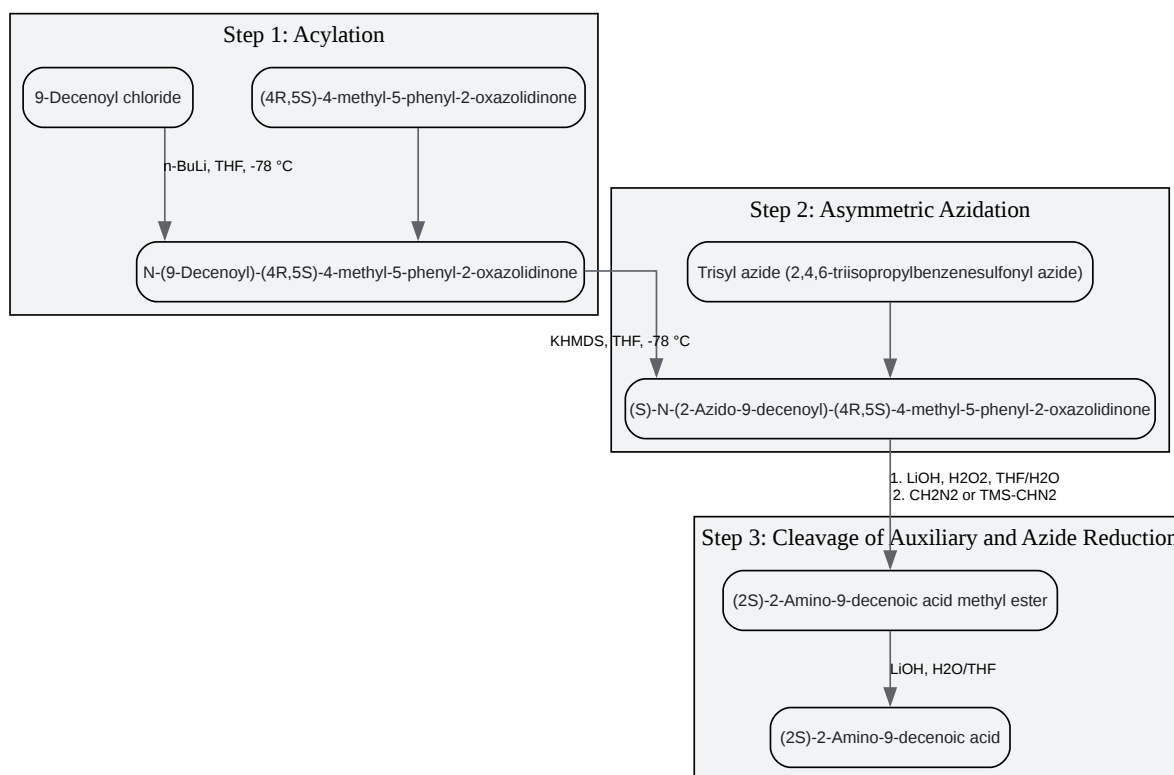 Step 1: Acylation
9-Decenoyl chloride
(4R,5S)-4-methyl-5-phenyl-2-oxazolidinone
n-BuLi, THF, -78 °C
N-(9-Decenoyl)-(4R,5S)-4-methyl-5-phenyl-2-oxazolidinone
Step 2: Asymmetric Azidation
Trisyl azide (2,4,6-triisopropylbenzenesulfonyl azide)
KHMDS, THF, -78 °C
(S)-N-(2-Azido-9-decenoyl)-(4R,5S)-4-methyl-5-phenyl-2-oxazolidinone
1. LiOH, H2O2, THF/H2O
2. CH2N2 or TMS-CHN2
Step 3: Cleavage of Auxiliary and Azide Reduction
(2S)-2-Amino-9-decenoic acid methyl ester
LiOH, H2O/THF
(2S)-2-Amino-9-decenoic acid